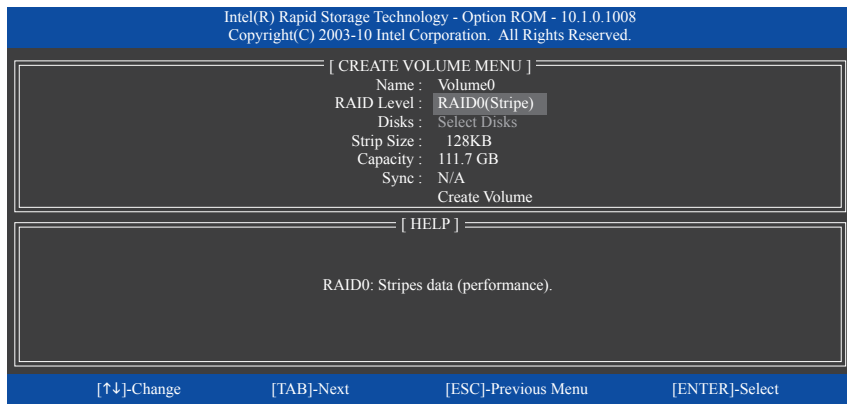 Intel(R) Rapid Storage Technology - Option ROM - 10.1.0.1008
Copyright(C) 2003-10 Intel Corporation. All Rights Reserved.
[ CREATE VOLUME MENU ]
Name : Volume0
RAID Level : RAID0(Stripe)
Disks : Select Disks
Strip Size : 128KB
Capacity : 111.7 GB
Sync : N/A
Create Volume
[ HELP ]
RAID0: Stripes data (performance).
[↑↓]-Change [TAB]-Next [ESC]-Previous Menu [ENTER]-Select